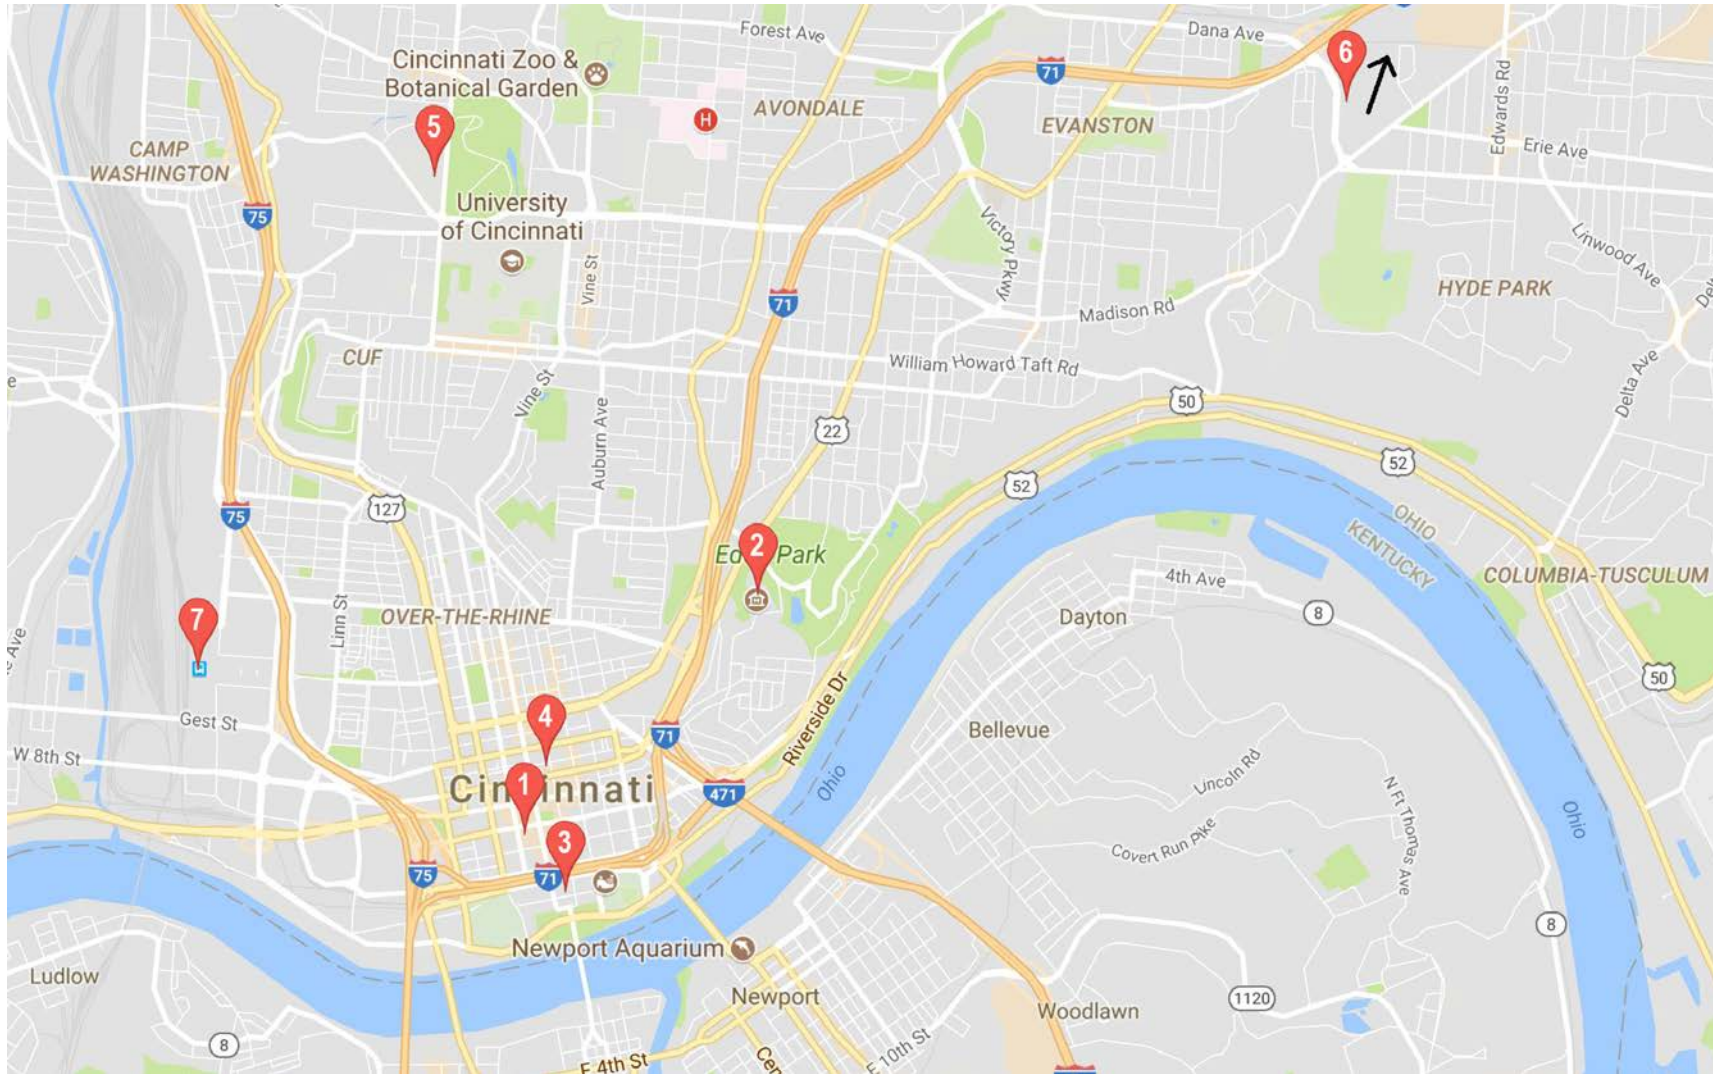 Forest Ave
Dana Ave
Cincinnati Zoo &
Botanical Garden
71
6
H
AVONDALE
5
EVANSTON
Edwards Rd
Erie Ave
CAMP
WASHINGTON
75
University
of Cincinnati
Victory Pkwy
Linwood Ave
Vine St
71
HYDE PARK
Madison Rd
CUF
William Howard Taft Rd
Delta Ave
Vine St
Auburn Ave
50
22
52
52
127
75
OHIO
KENTUCKY
2
Park
4th Ave
COLUMBIA-TUSCULUM
7
Linn St
OVER-THE-RHINE
Dayton
8
50
Riverside Dr
4
Gest St
71
Bellevue
W 8th St
1
Cin innati
471
Ohio
Lincoln Rd
N Ft Thomas Ave
Ohio
3
Covert Run Pike
75
71
8
Newport Aquarium
Ludlow
Newport
1120
Woodlawn
8
E 4th St
E 10th St